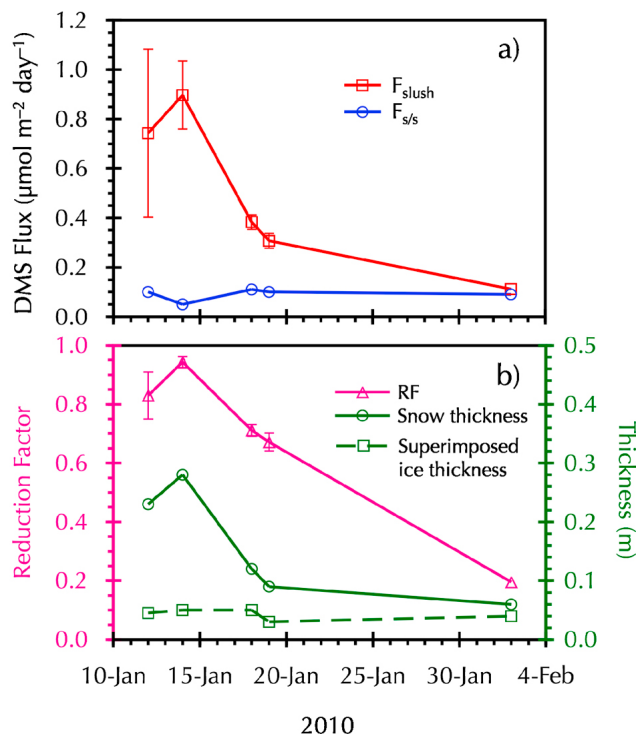 a)
DMS Flux (μmol m⁻² day⁻¹)
1.2
1.0
0.8
0.6
0.4
0.2
0.0
F_slush
F_s/s
b)
Reduction Factor
1.0
0.8
0.6
0.4
0.2
0.0
RF
Snow thickness
Superimposed
ice thickness
0.5
0.4
0.3
0.2
0.1
0.0
Thickness (m)
10-Jan 15-Jan 20-Jan 25-Jan 30-Jan 4-Feb
2010